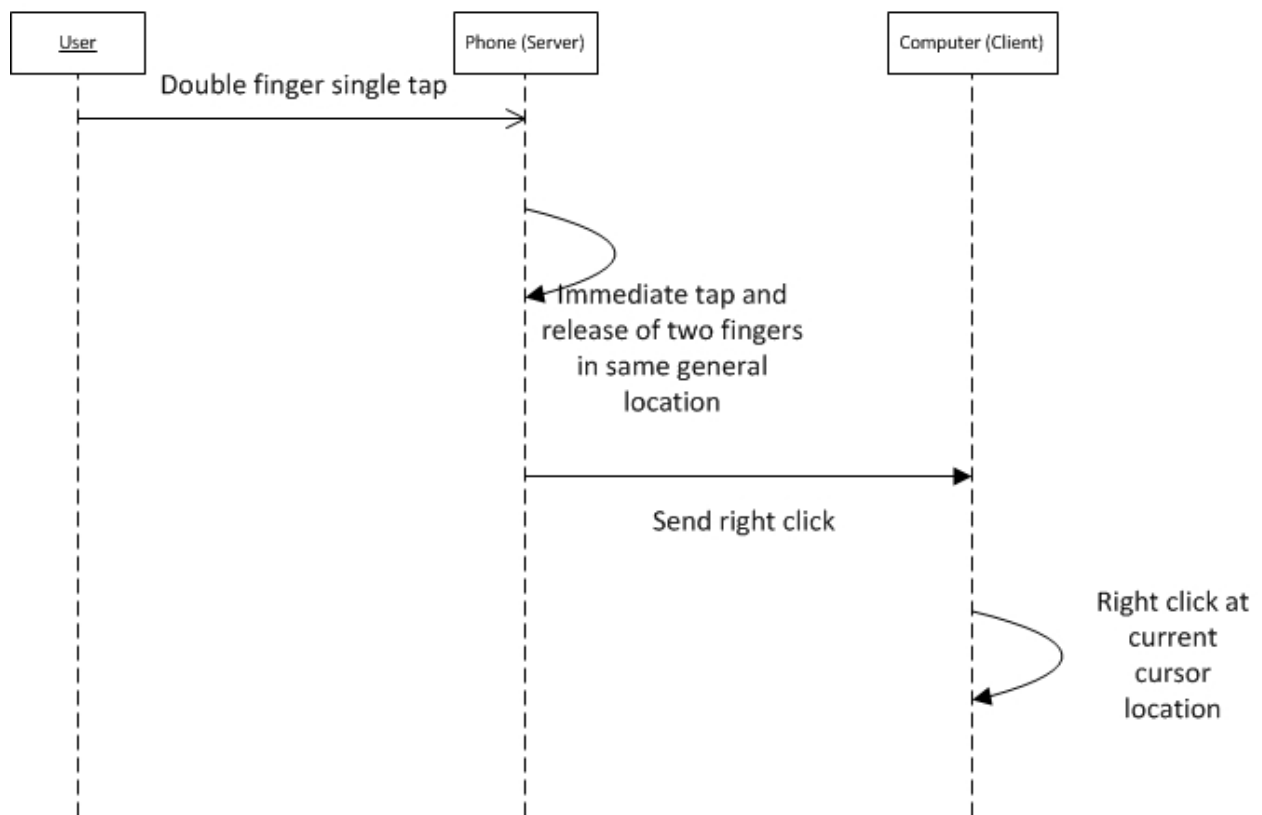 User
Phone (Server)
Computer (Client)
Double finger single tap
Immediate tap and
release of two fingers
in same general
location
Send right click
Right click at
current
cursor
location